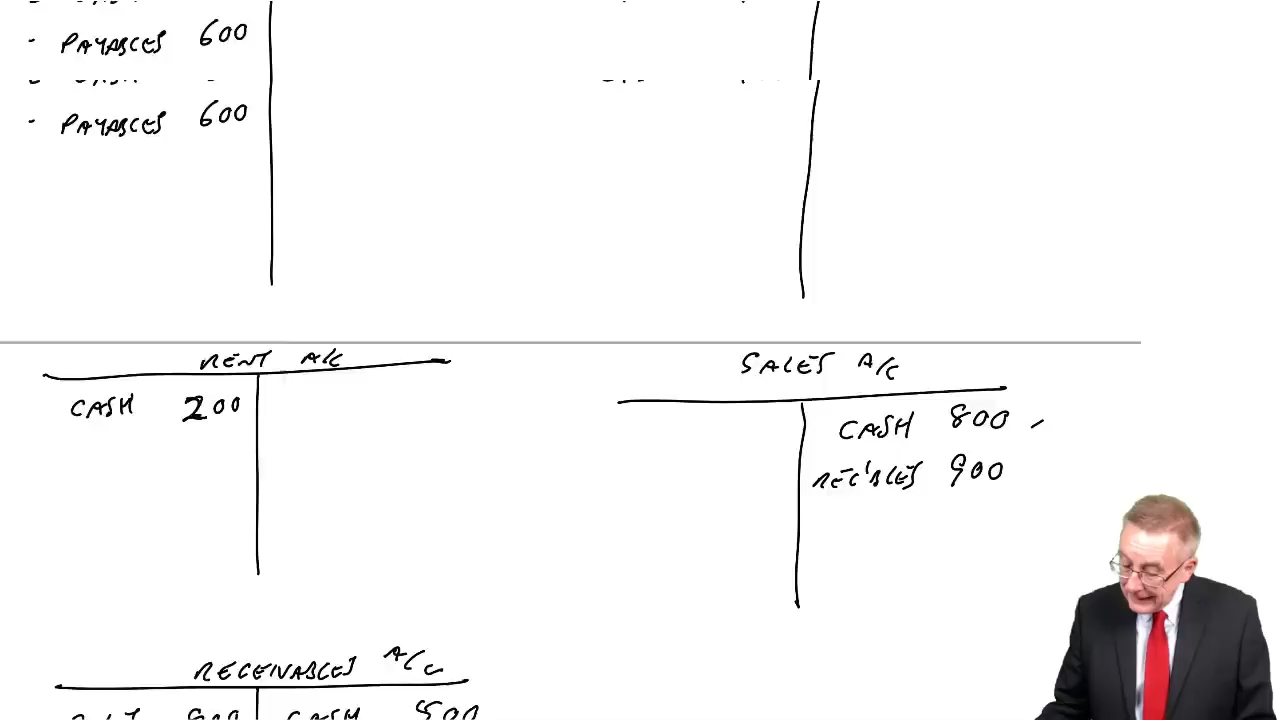 - PAYABLES 600
- PAYABLES 600
RENT A/C
CASH 200
SALES A/C
CASH 800
REC'BLES 900
RECEIVABLES A/C
CASH